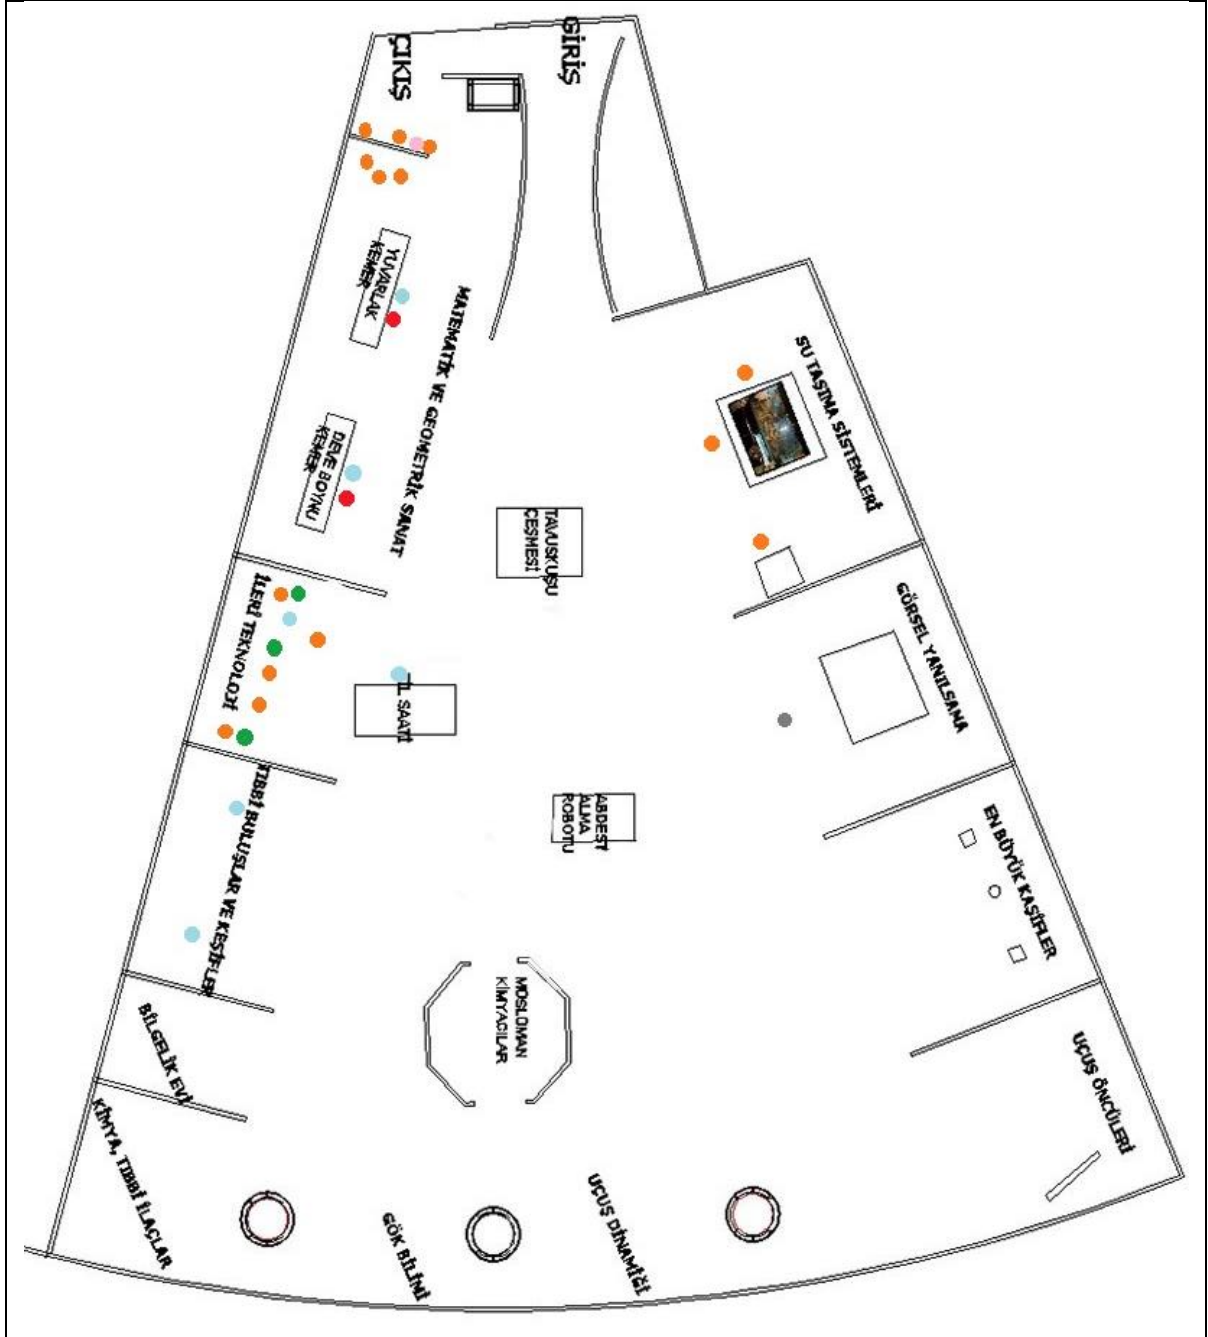 GİRİŞ
ÇIKIŞ
YUVARLAK
KEMER
MATEMATİK VE GEOMETRİK SANAT
SU TAŞIMA SİSTEMLERİ
DEVE BOYNU
KEMER
TAVUSKUŞU
ÇEŞMESİ
İLERİ TEKNOLOJİ
GÖRSEL YANILSAMA
FİL SAATİ
TIBBİ BULUŞLAR VE KEŞİFLER
ABDEST
ALMA
ROBOTU
EN BÜYÜK KAŞİFLER
MÜSLÜMAN
KİMYACILAR
BİLGELİK EVİ
UÇUŞ ÖNCÜLERİ
KİMYA, TIBBİ İLAÇLAR
GÖK BİLİMİ
UÇUŞ DİNAMİĞİ